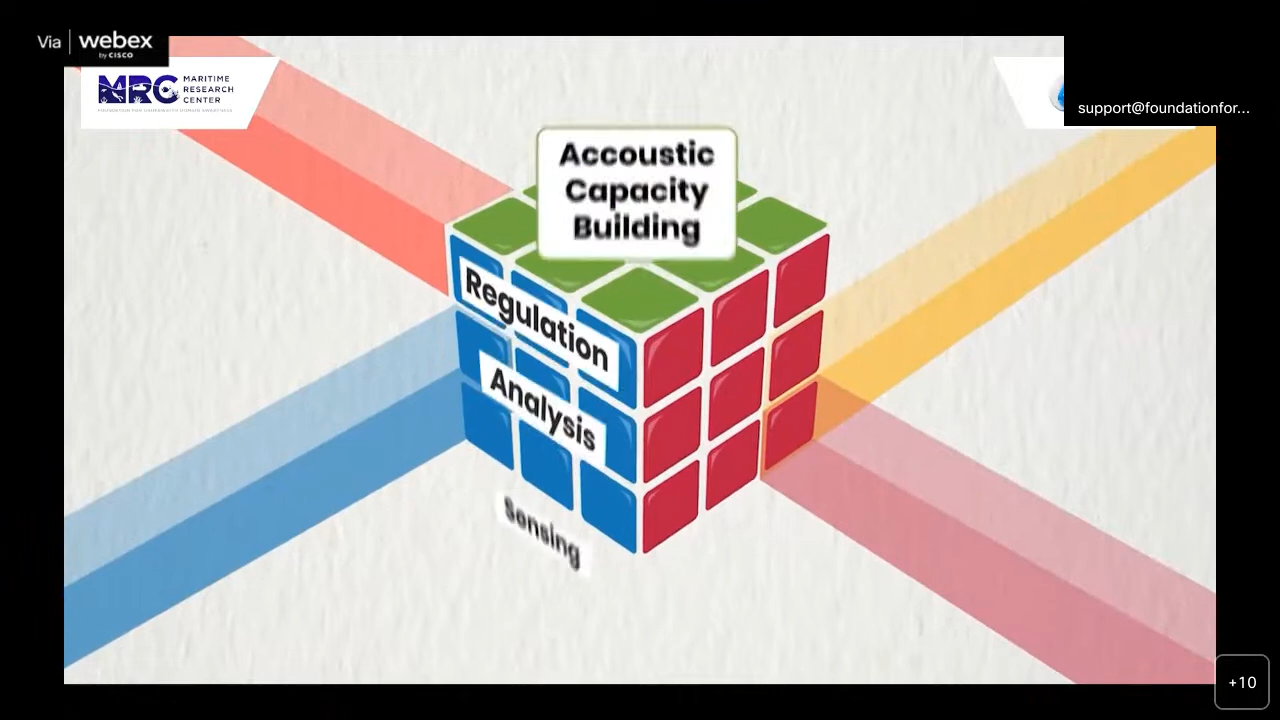 Via webex
by CISCO
MRC MARITIME
RESEARCH
CENTER
support@foundationfor...
Accoustic
Capacity
Building
Regulation
Analysis
Sensing
+10